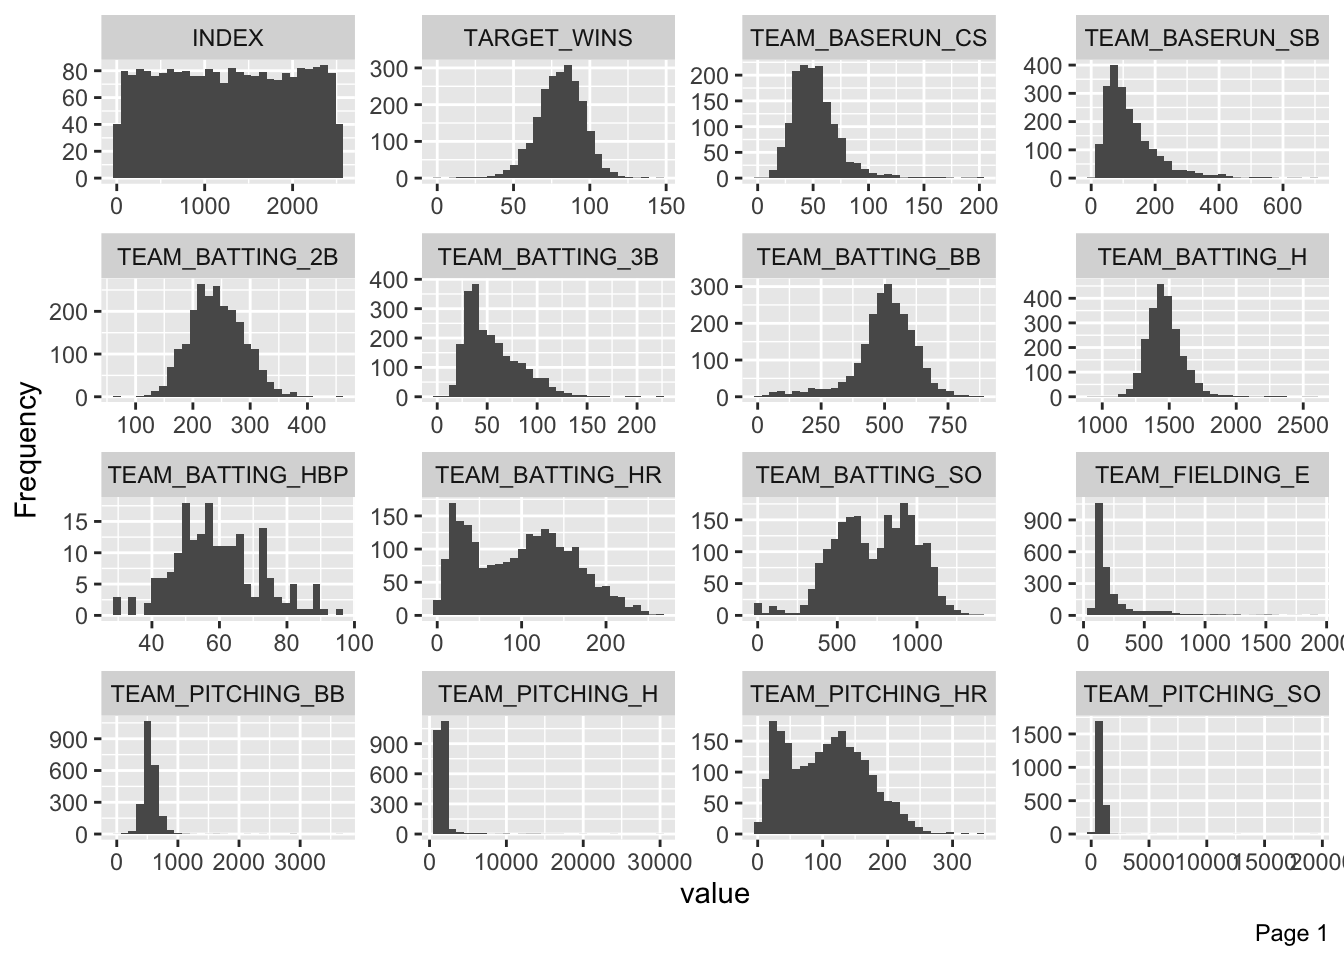 INDEX TARGET_WINS TEAM_BASERUN_CS TEAM_BASERUN_SB
80 60 40 20 0
0 1000 2000
300 200 100 0
0 50 100 150
200 150 100 50 0
0 50 100 150 200
400 300 200 100 0
0 200 400 600
TEAM_BATTING_2B TEAM_BATTING_3B TEAM_BATTING_BB TEAM_BATTING_H
200 100 0
100 200 300 400
400 300 200 100 0
0 50 100 150 200
300 200 100 0
0 250 500 750
400 300 200 100 0
1000 1500 2000 2500
Frequency
TEAM_BATTING_HBP TEAM_BATTING_HR TEAM_BATTING_SO TEAM_FIELDING_E
15 10 5 0
40 60 80 100
150 100 50 0
0 100 200
150 100 50 0
0 500 1000
900 600 300 0
0 500 1000 1500 200
TEAM_PITCHING_BB TEAM_PITCHING_H TEAM_PITCHING_HR TEAM_PITCHING_SO
900 600 300 0
0 1000 2000 3000
900 600 300 0
0 10000 20000 30000
150 100 50 0
0 100 200 300
1500 1000 500 0
0 5000 10000 15000 20000
value
Page 1